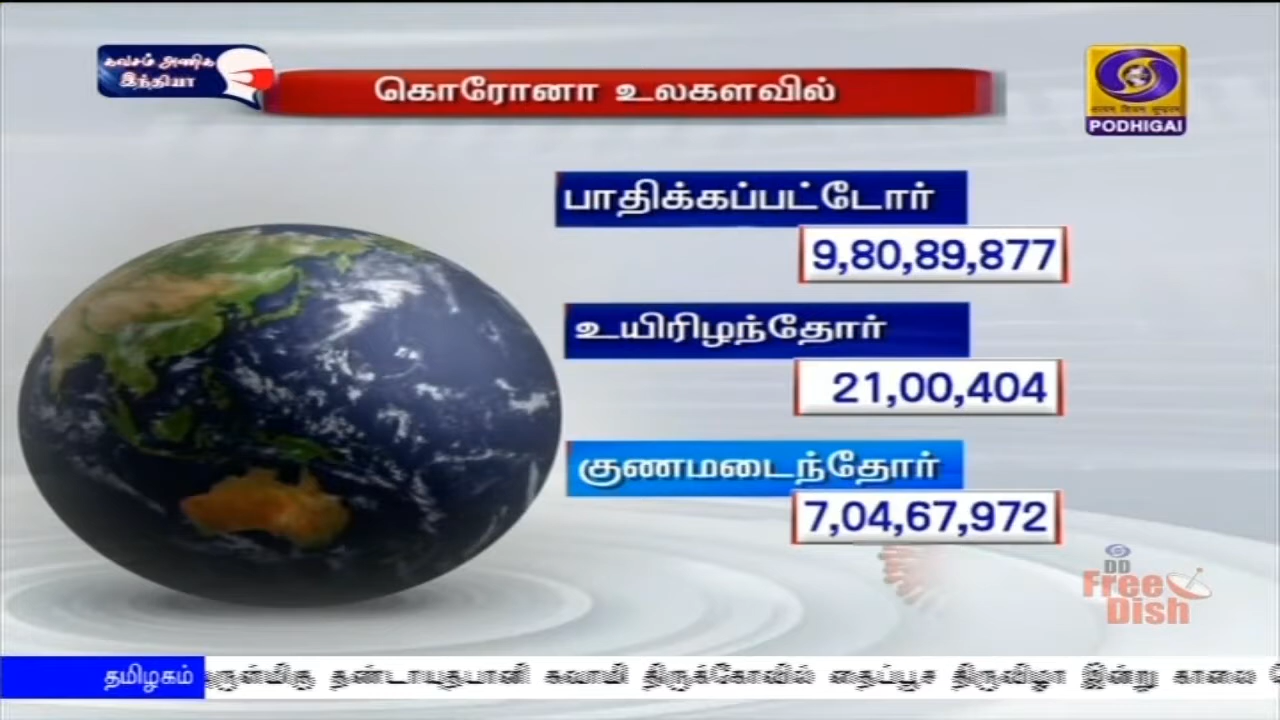 கவசம் அணிக
இந்தியா
கொரோனா உலகளவில்
PODHIGAI
பாதிக்கப்பட்டோர்
9,80,89,877
உயிரிழந்தோர்
21,00,404
குணமடைந்தோர்
7,04,67,972
DD
Free
Dish
தமிழகம் தண்டாயுதபானி சுவாமி திருக்கோவில் தைப்பூச திருவிழா இன்று காலை